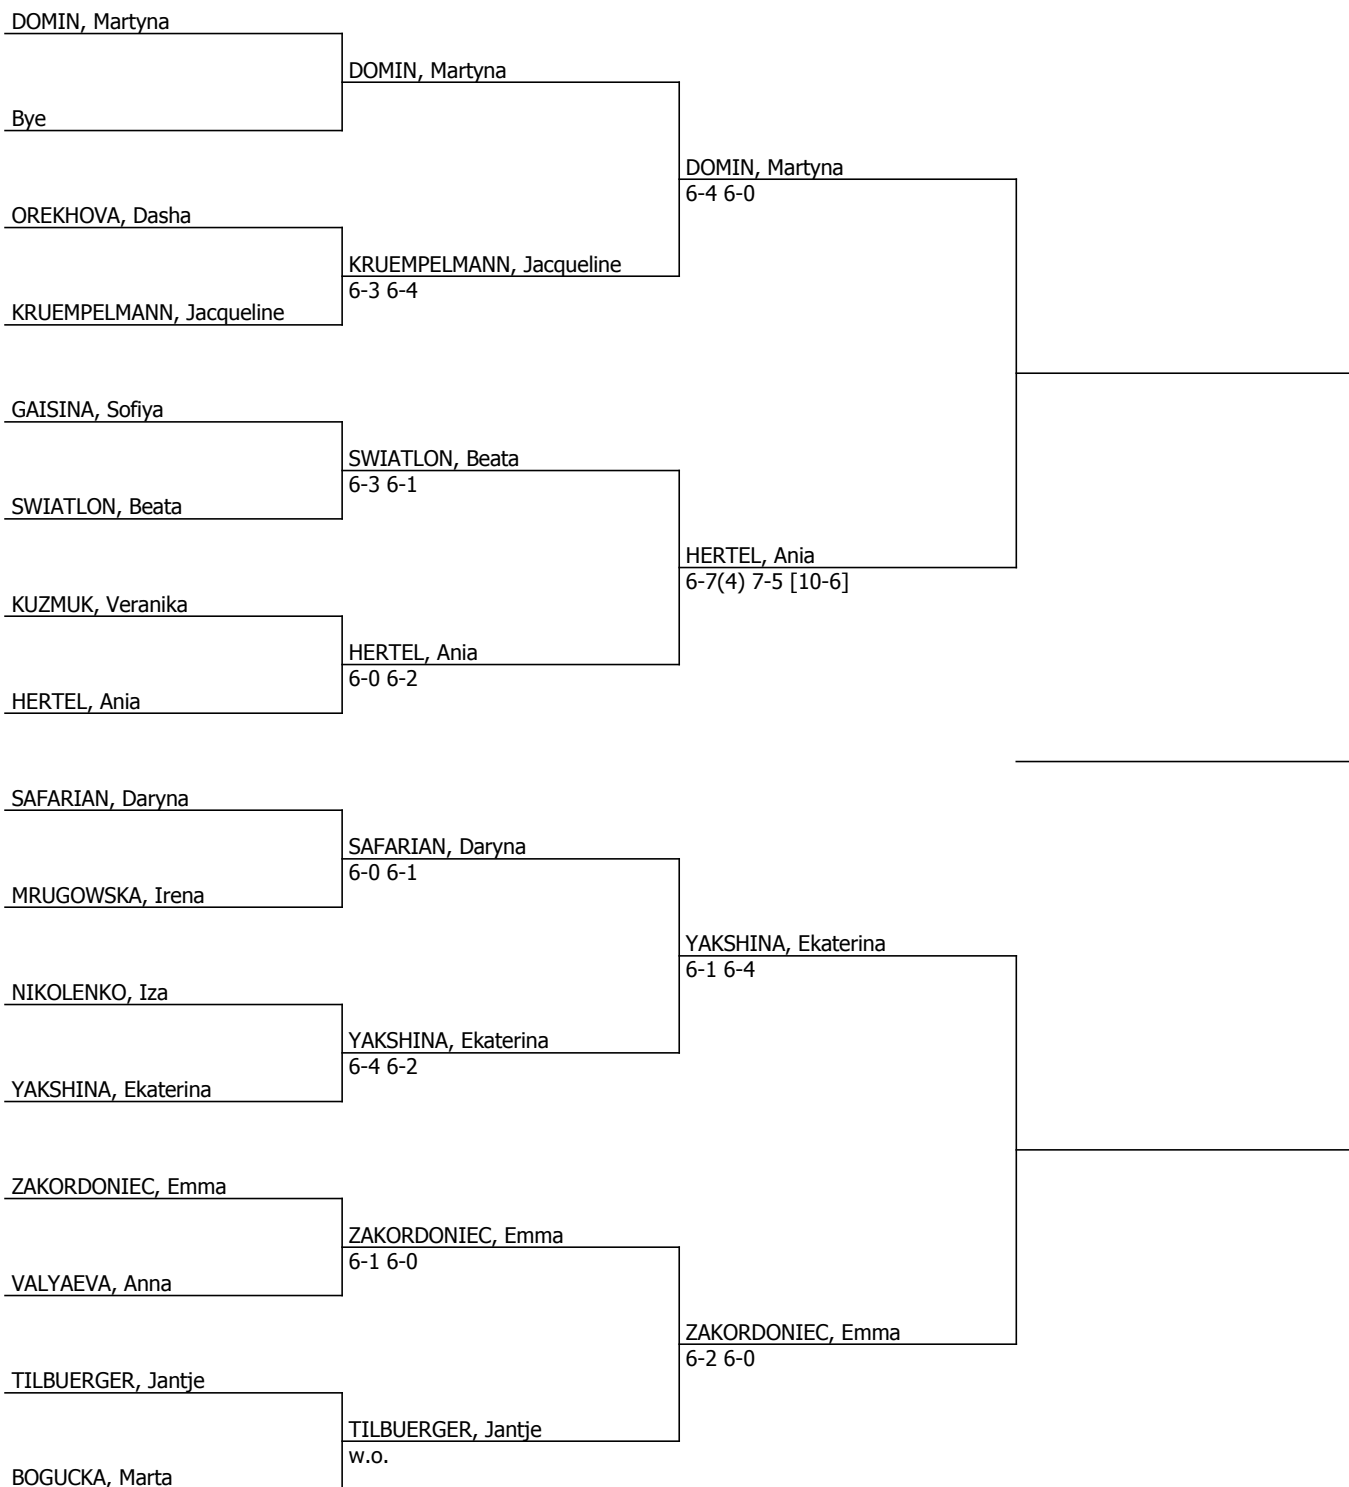 DOMIN, Martyna
DOMIN, Martyna
Bye
DOMIN, Martyna
6-4 6-0
OREKHOVA, Dasha
KRUEMPELMANN, Jacqueline
6-3 6-4
KRUEMPELMANN, Jacqueline
GAISINA, Sofiya
SWIATLON, Beata
6-3 6-1
SWIATLON, Beata
HERTEL, Ania
6-7(4) 7-5 [10-6]
KUZMUK, Veranika
HERTEL, Ania
6-0 6-2
HERTEL, Ania
SAFARIAN, Daryna
SAFARIAN, Daryna
6-0 6-1
MRUGOWSKA, Irena
YAKSHINA, Ekaterina
6-1 6-4
NIKOLENKO, Iza
YAKSHINA, Ekaterina
6-4 6-2
YAKSHINA, Ekaterina
ZAKORDONIEC, Emma
ZAKORDONIEC, Emma
6-1 6-0
VALYAEVA, Anna
ZAKORDONIEC, Emma
6-2 6-0
TILBUERGER, Jantje
TILBUERGER, Jantje
w.o.
BOGUCKA, Marta